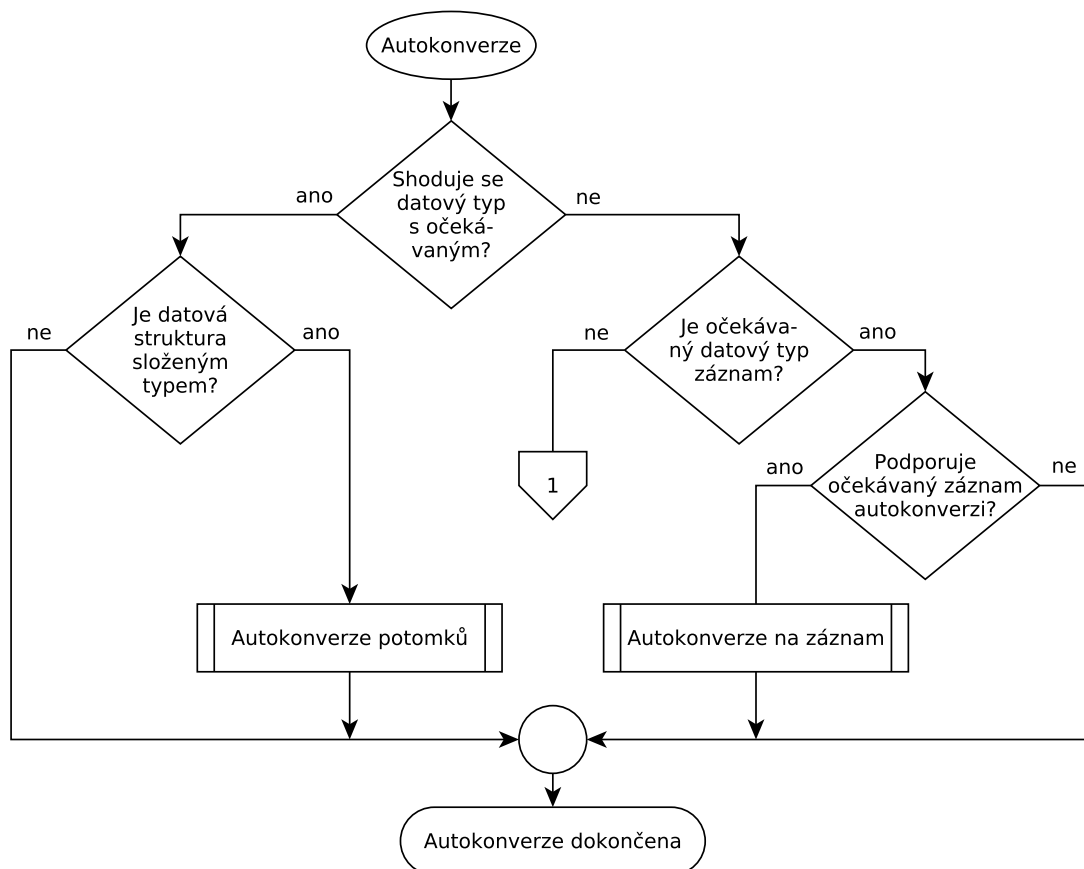 Autokonverze
ano
Shoduje se
datový typ
s očeká-
vaným?
ne
ne
Je datová
struktura
složeným
typem?
ano
ne
Je očekáva-
ný datový typ
záznam?
ano
1
ano
Podporuje
očekávaný záznam
autokonverzi?
ne
Autokonverze potomků
Autokonverze na záznam
Autokonverze dokončena